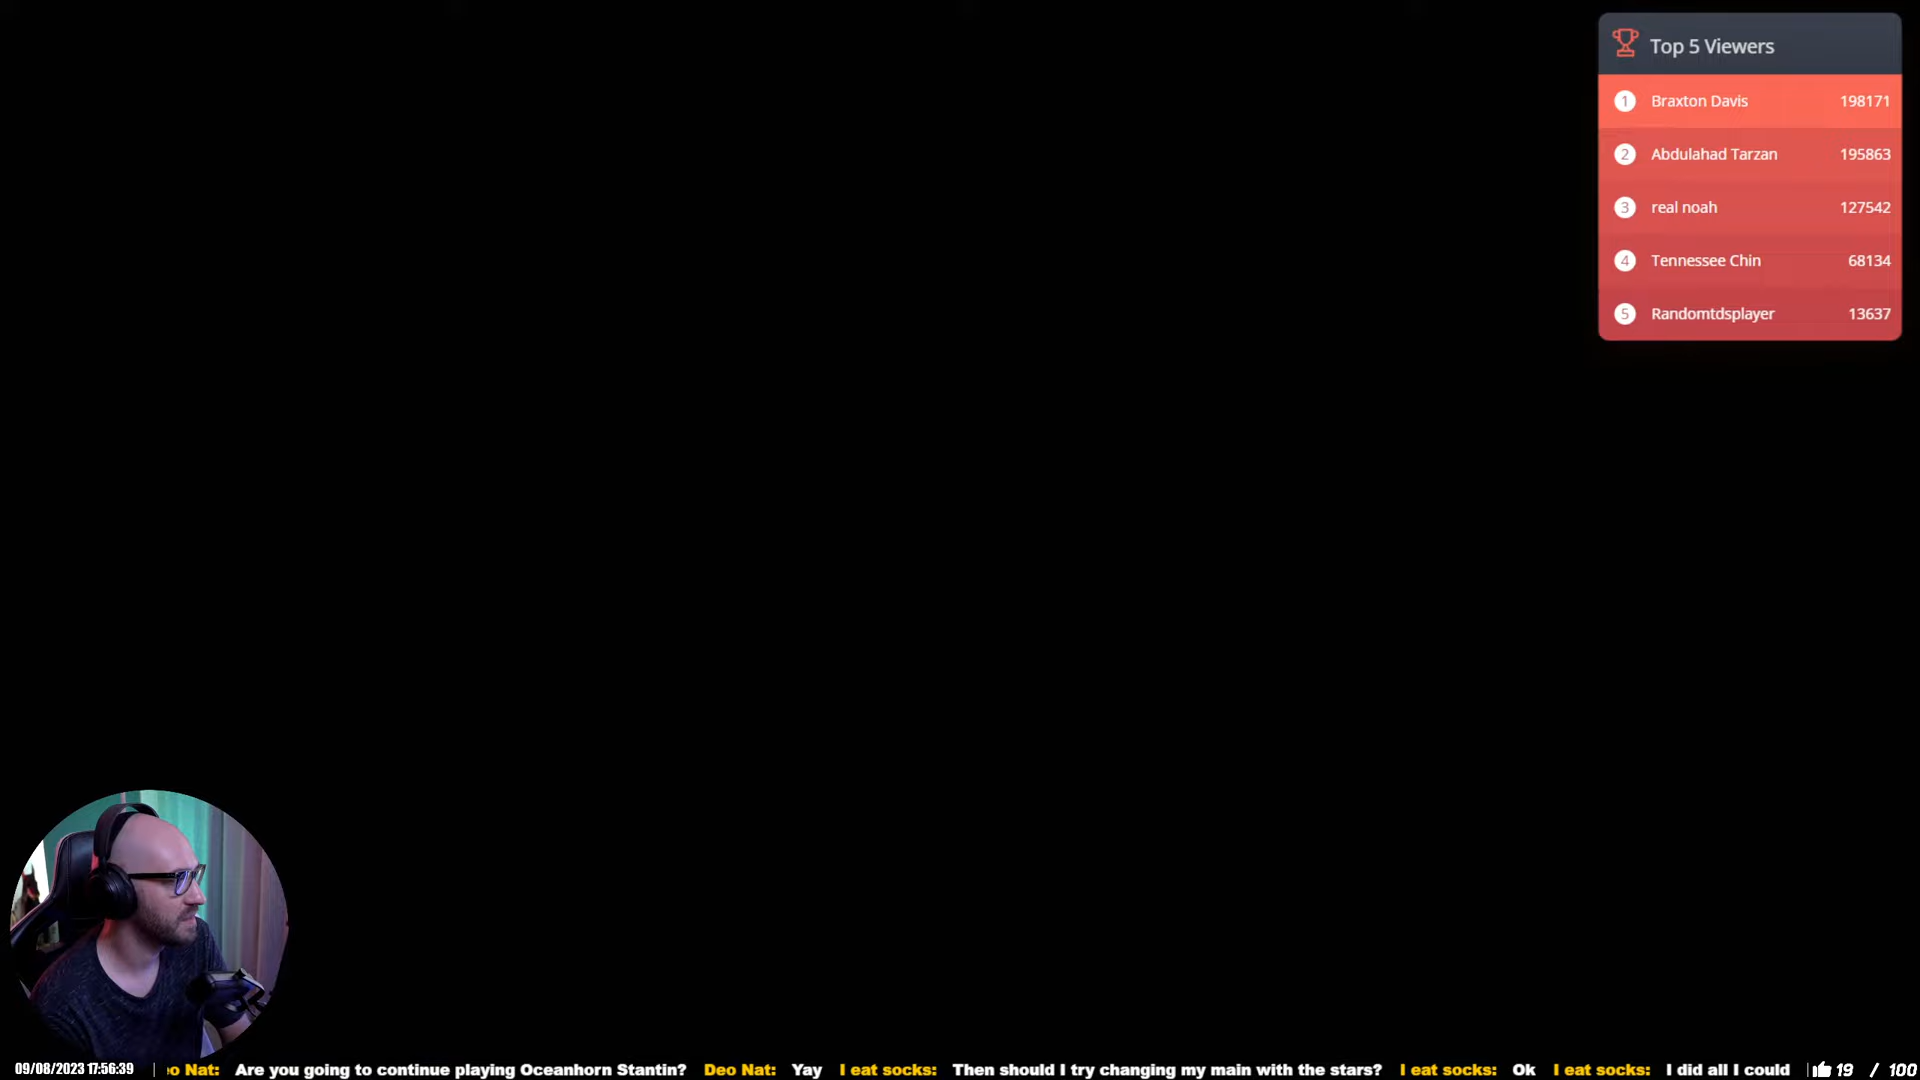 Top 5 Viewers
1 Braxton Davis 198171
2 Abdulahad Tarzan 195863
3 real noah 127542
4 Tennessee Chin 68134
5 Randomtdsplayer 13637
09/08/2023 17:56:39 | eo Nat: Are you going to continue playing Oceanhorn Stantin? Deo Nat: Yay I eat socks: Then should I try changing my main with the stars? I eat socks: Ok I eat socks: I did all I could | 19 / 100